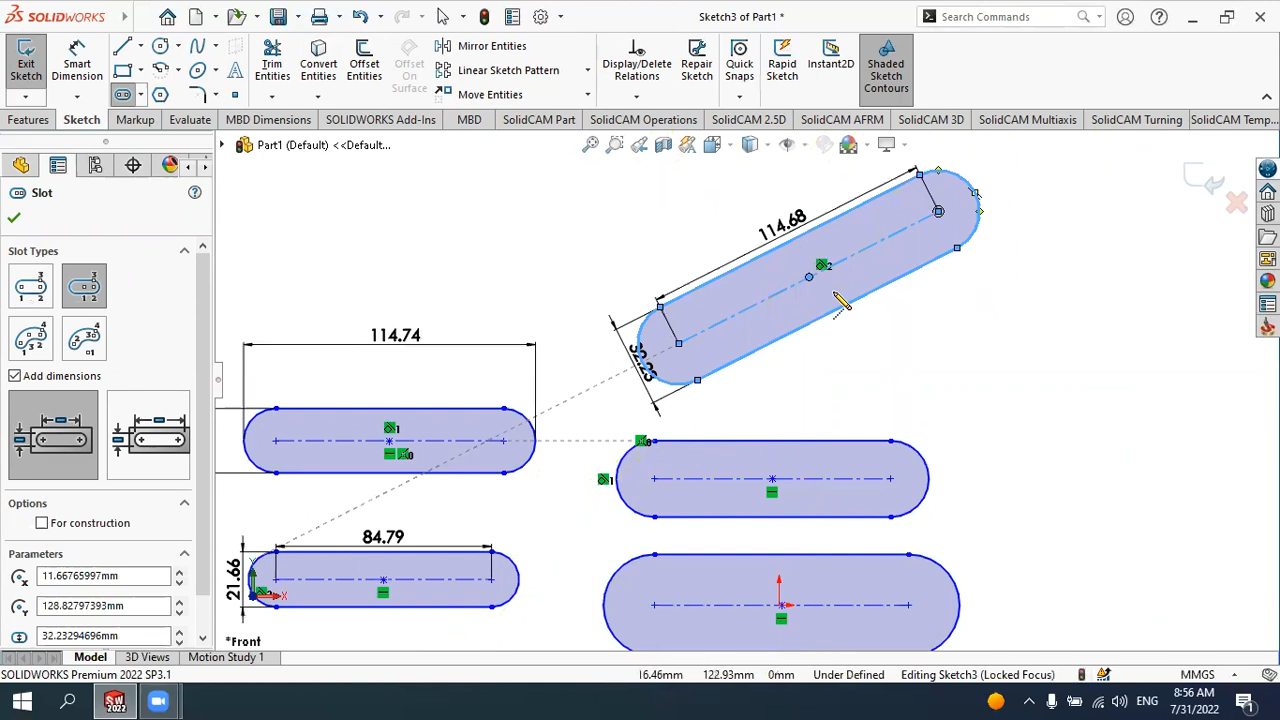 SOLIDWORKS
Sketch3 of Part1 *
Search Commands
Exit Sketch
Smart Dimension
Trim Entities
Convert Entities
Offset Entities
Offset On Surface
Mirror Entities
Linear Sketch Pattern
Move Entities
Display/Delete Relations
Repair Sketch
Quick Snaps
Rapid Sketch
Instant2D
Shaded Sketch Contours
Features
Sketch
Markup
Evaluate
MBD Dimensions
SOLIDWORKS Add-Ins
MBD
SolidCAM Part
SolidCAM Operations
SolidCAM 2.5D
SolidCAM AFRM
SolidCAM 3D
SolidCAM Multiaxis
SolidCAM Turning
SolidCAM Temp...
Part1 (Default) <<Default...
Slot
Slot Types
Add dimensions
Options
For construction
Parameters
11.66765997mm
128.82797393mm
32.23294696mm
114.68
114.74
84.79
21.66
X
*Front
Model
3D Views
Motion Study 1
SOLIDWORKS Premium 2022 SP3.1
122.93mm
0mm
Under Defined
Editing Sketch3 (Locked Focus)
MMGS
ENG
8:56 AM
7/31/2022